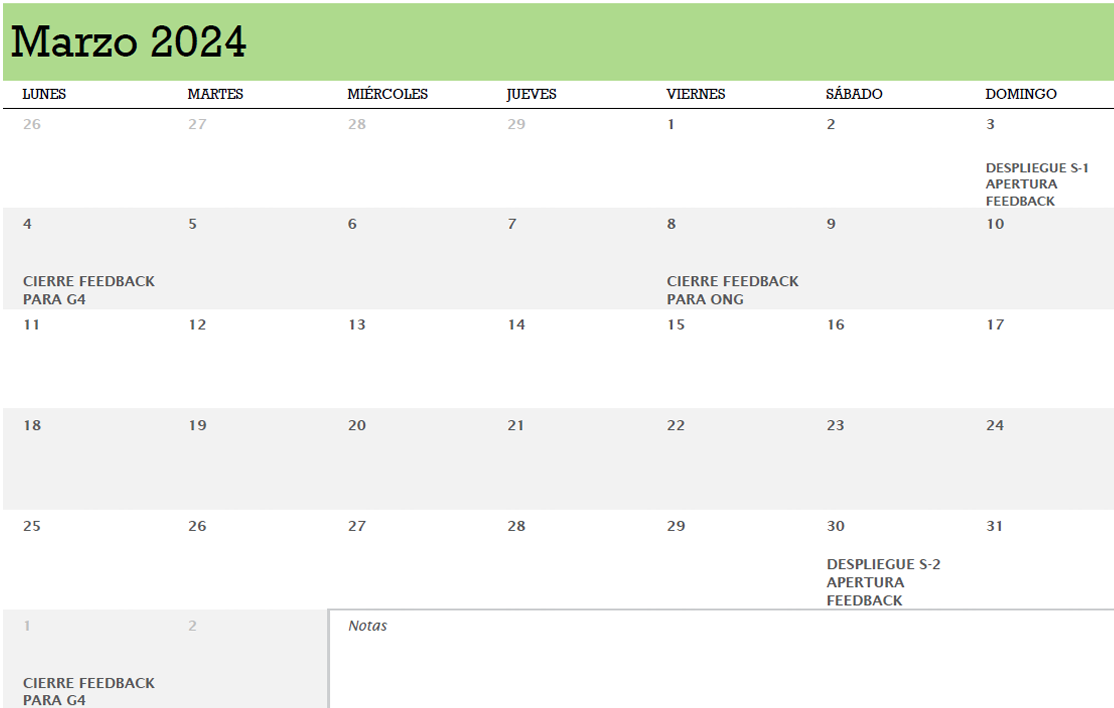 Marzo 2024
LUNES MARTES MIÉRCOLES JUEVES VIERNES SÁBADO DOMINGO
26 27 28 29 1 2 3
DESPLIEGUE S-1
APERTURA
FEEDBACK
4 5 6 7 8 9 10
CIERRE FEEDBACK
PARA G4
CIERRE FEEDBACK
PARA ONG
11 12 13 14 15 16 17
18 19 20 21 22 23 24
25 26 27 28 29 30 31
DESPLIEGUE S-2
APERTURA
FEEDBACK
1 2
Notas
CIERRE FEEDBACK
PARA G4